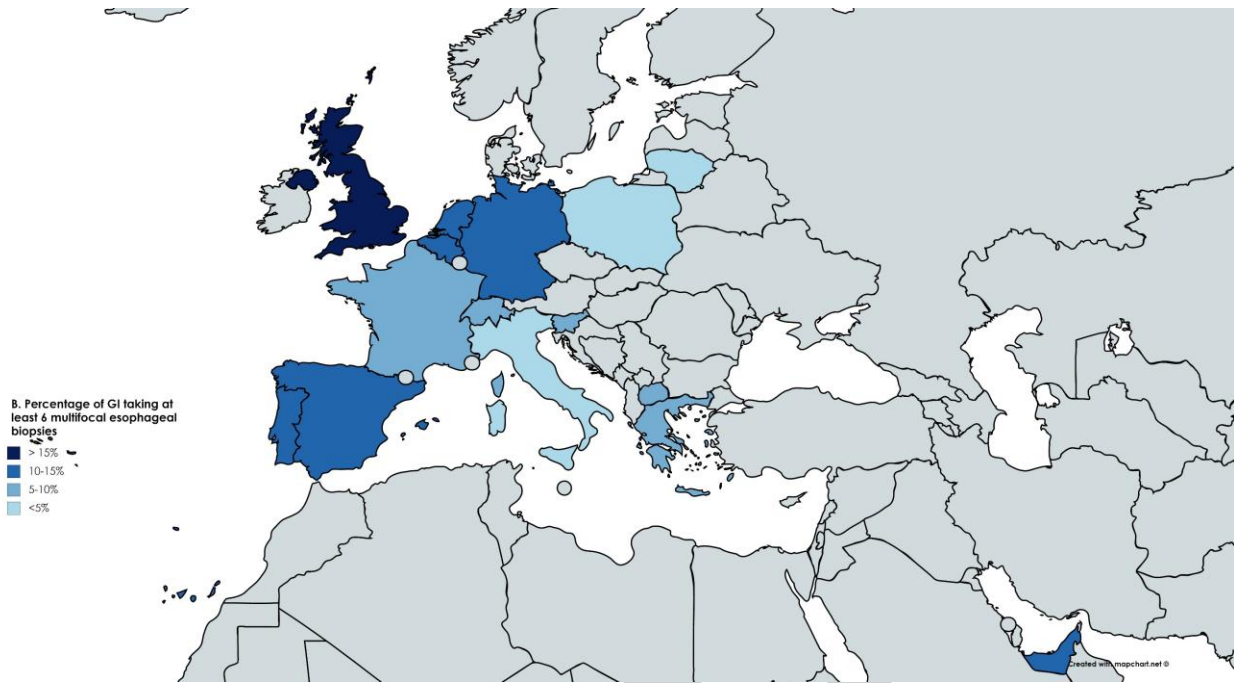 B. Percentage of GI taking at
least 6 multifocal esophageal
biopsies
> 15%
10-15%
5-10%
<5%
Created with mapchart.net ©